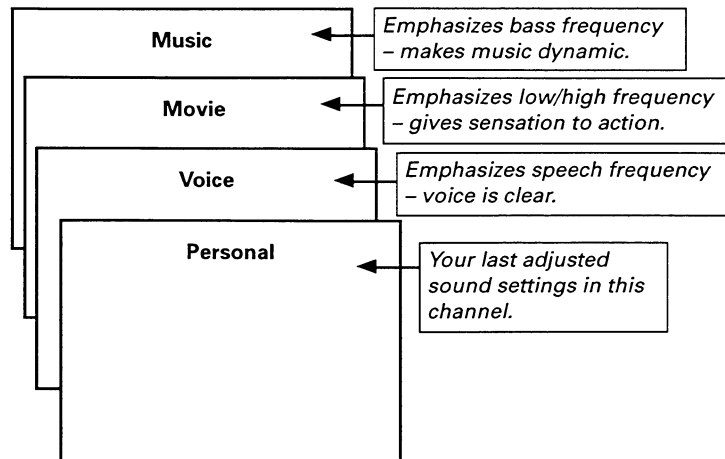 Music
Emphasizes bass frequency
– makes music dynamic.
Movie
Emphasizes low/high frequency
– gives sensation to action.
Voice
Emphasizes speech frequency
– voice is clear.
Personal
Your last adjusted
sound settings in this
channel.